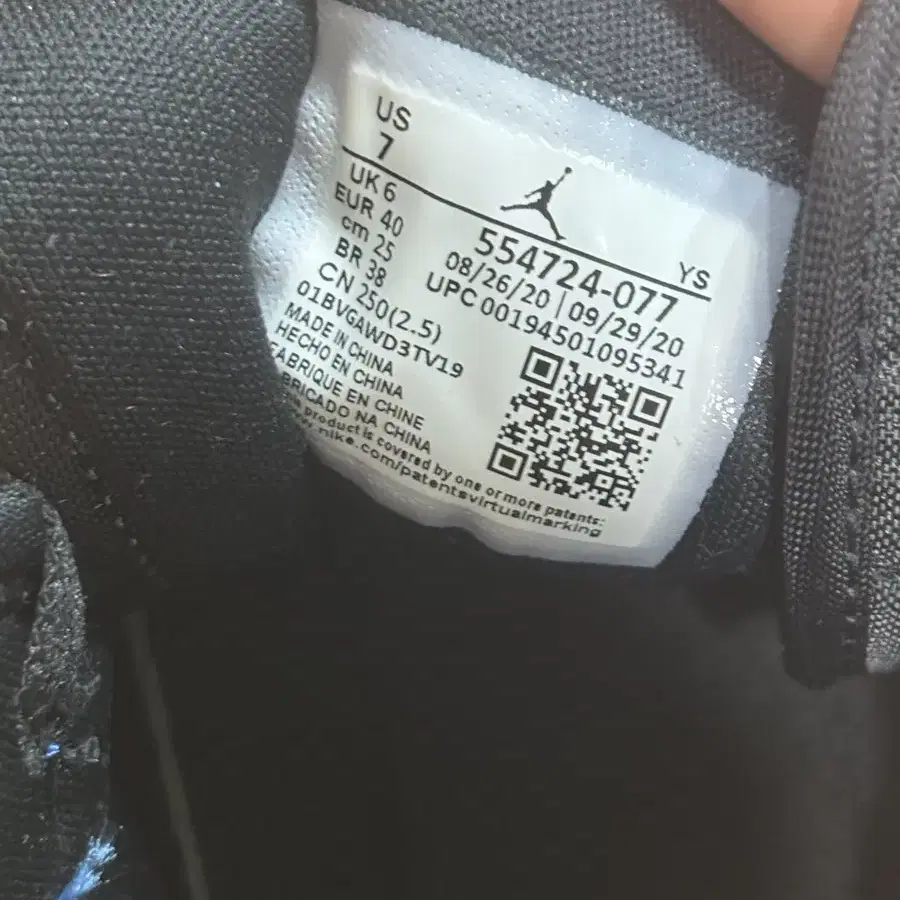 US
7
UK 6
EUR 40
cm 25
BR 38
CN 250(2.5)
01BVGAWD3TV19
MADE IN CHINA
HECHO EN CHINA
FABRIQUE EN CHINE
BRICADO NA CHINA
product is covered by one or more patents:
www.nike.com/patentsvirtualmarking
YS
554724-077
08/26/20 | 09/29/20
UPC 00194501095341